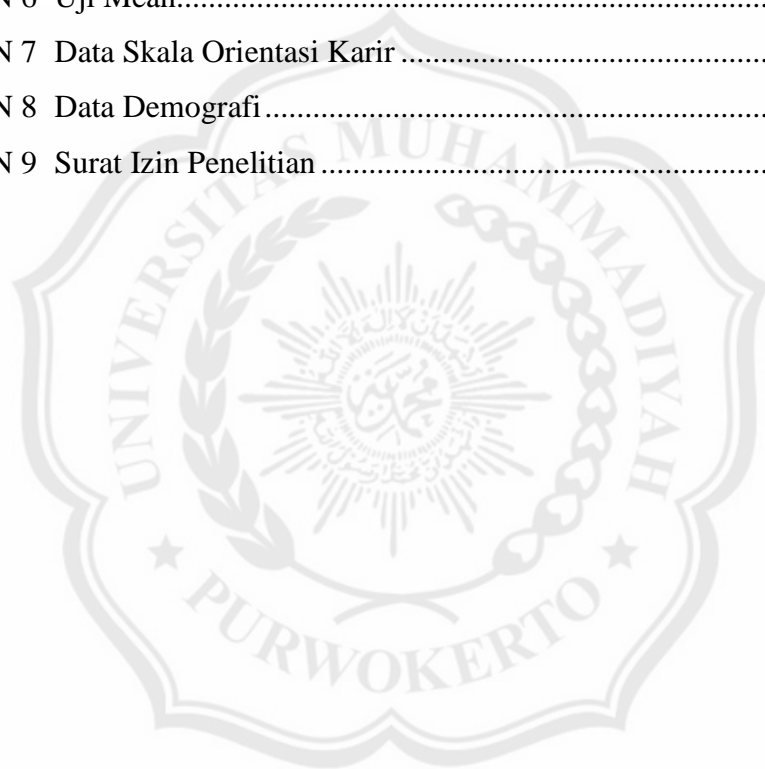 N 6 Uji Mean................................................................................
N 7 Data Skala Orientasi Karir ..............................................
N 8 Data Demografi...............................................................
N 9 Surat Izin Penelitian ........................................................
UNIVERSITAS MUHAMMADIYAH
PURWOKERTO